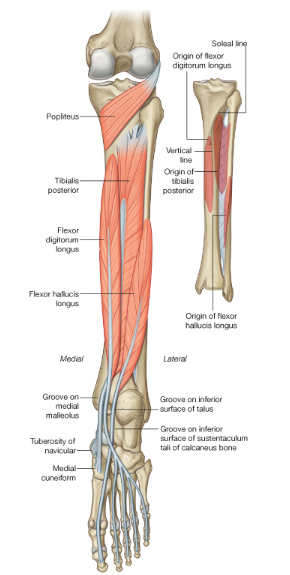 Soleal line
Origin of flexor
digitorum longus
Popliteus
Vertical
line
Origin of
tibialis
posterior
Tibialis
posterior
Flexor
digitorum
longus
Flexor hallucis
longus
Origin of flexor
hallucis longus
Medial
Lateral
Groove on
medial
malleolus
Groove on inferior
surface of talus
Groove on inferior
surface of sustentaculum
tali of calcaneus bone
Tuberosity of
navicular
Medial
cuneiform